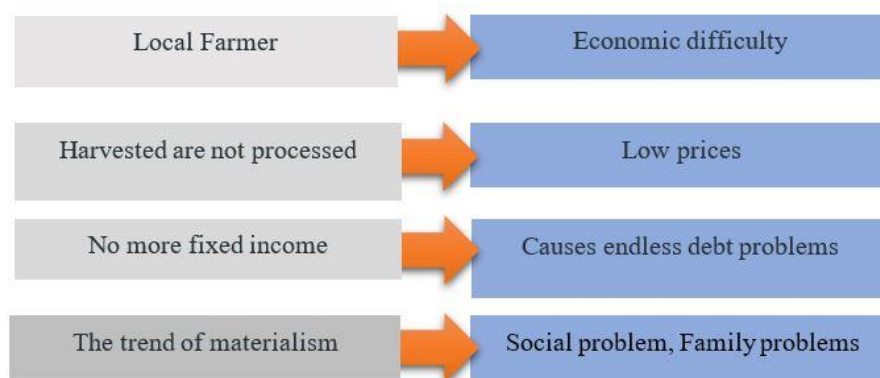 Local Farmer
Economic difficulty
Harvested are not processed
Low prices
No more fixed income
Causes endless debt problems
The trend of materialism
Social problem, Family problems